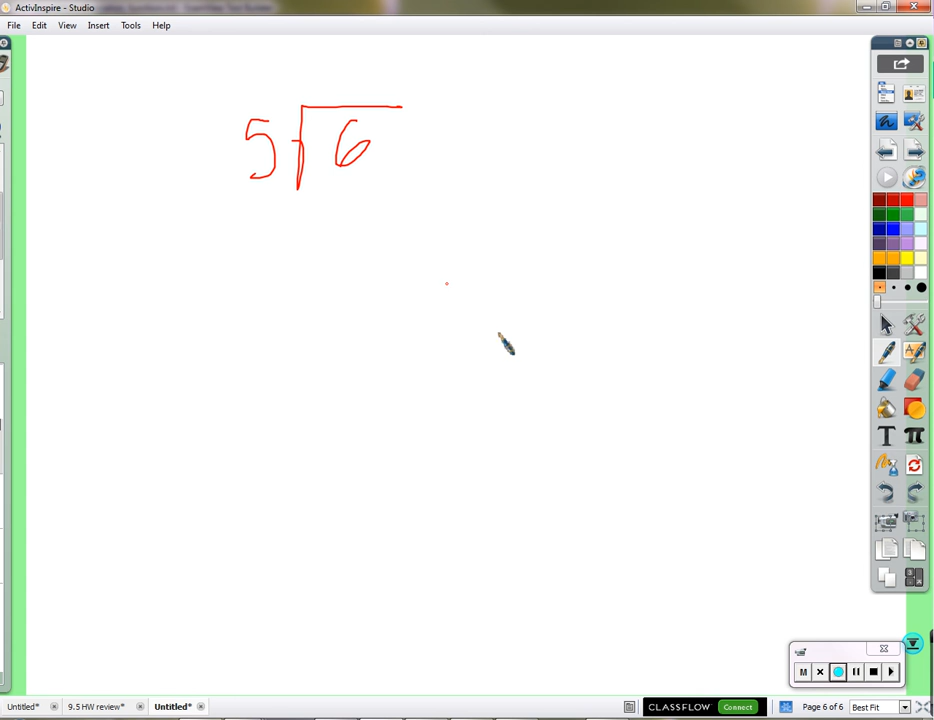 ActivInspire - Studio
File Edit View Insert Tools Help
5 6
Untitled* 9.5 HW review* Untitled* CLASSFLOW Connect Page 6 of 6 Best Fit
M